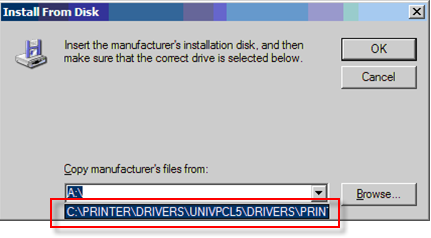 Install From Disk
Insert the manufacturer's installation disk, and then
make sure that the correct drive is selected below.
OK
Cancel
Copy manufacturer's files from:
A:\
Browse...
C:\PRINTER\DRIVERS\UNIVPCL5\DRIVERS\PRIN